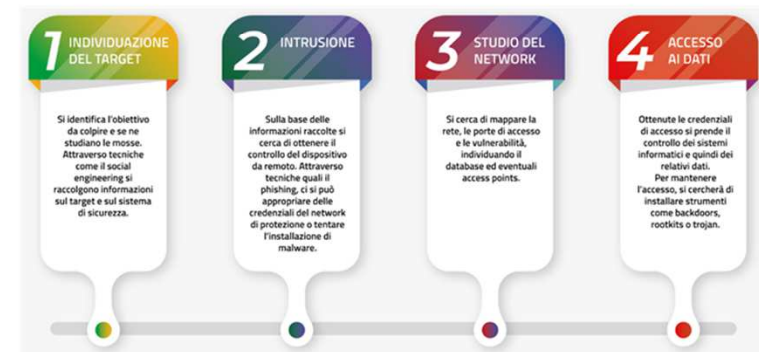 1 INDIVIDUAZIONE
DEL TARGET
Si identifica l'obiettivo
da colpire e se ne
studiano le mosse.
Attraverso tecniche
come il social
engineering si
raccolgono informazioni
sul target e sul sistema
di sicurezza.
2 INTRUSIONE
Sulla base delle
informazioni raccolte si
cerca di ottenere il
controllo del dispositivo
da remoto. Attraverso
tecniche quali il
phishing, ci si può
appropriare delle
credenziali del network
di protezione o tentare
l'installazione di
malware.
3 STUDIO DEL
NETWORK
Si cerca di mappare la
rete, le porte di accesso
e le vulnerabilità,
individuando il
database ed eventuali
access points.
4 ACCESSO
AI DATI
Ottenute le credenziali
di accesso si prende il
controllo dei sistemi
informatici e quindi dei
relativi dati.
Per mantenere
l'accesso, si cercherà di
installare strumenti
come backdoors,
rootkits o trojan.